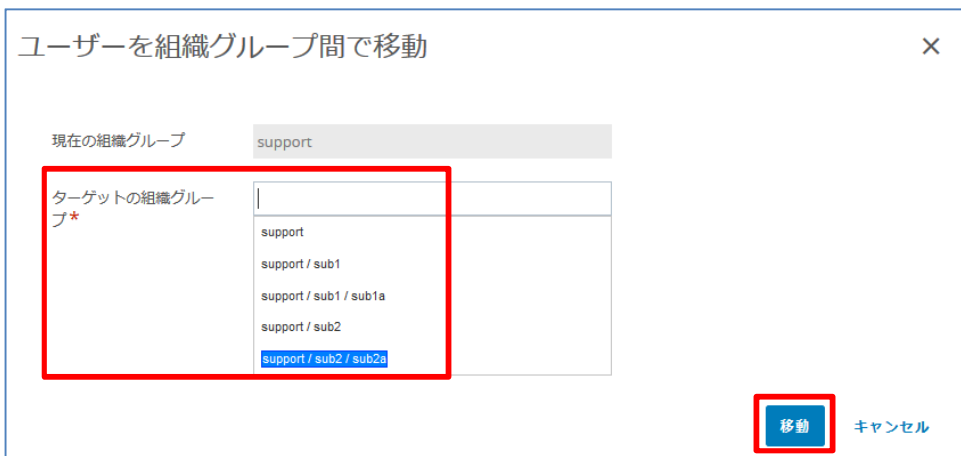 ユーザーを組織グループ間で移動
現在の組織グループ
support
ターゲットの組織グルー
プ*
support
support / sub1
support / sub1 / sub1a
support / sub2
support / sub2 / sub2a
移動
キャンセル